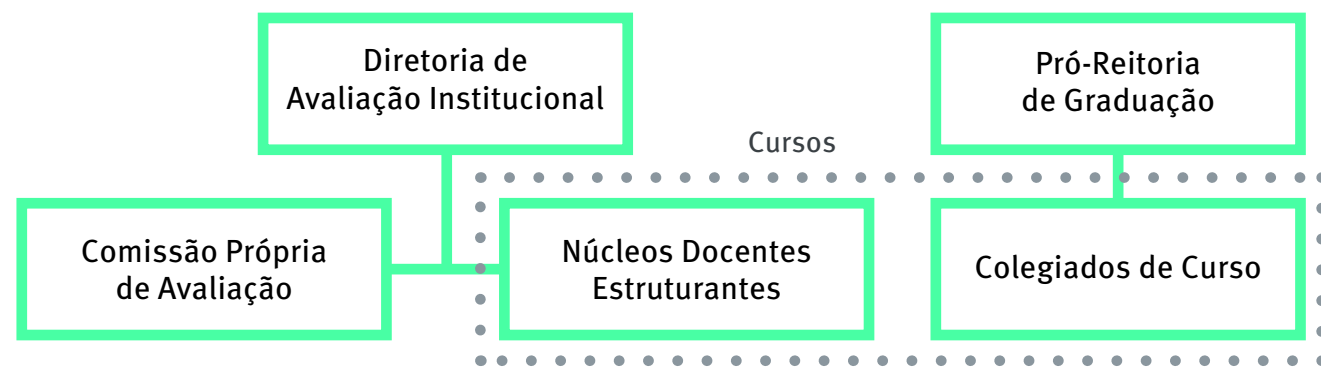 Diretoria de
Avaliação Institucional
Pró-Reitoria
de Graduação
Cursos
Comissão Própria
de Avaliação
Núcleos Docentes
Estruturantes
Colegiados de Curso